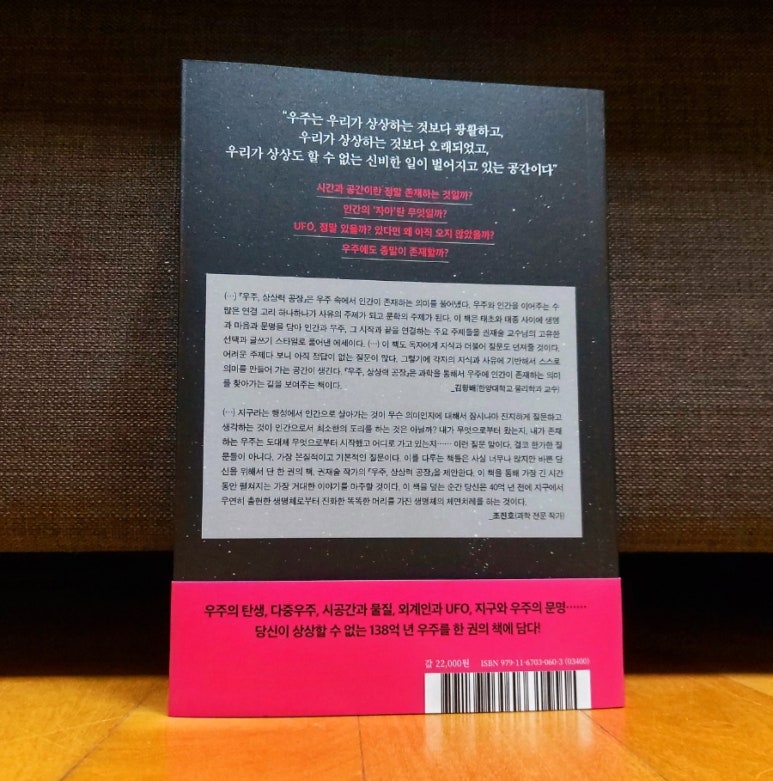 “우주는 우리가 상상하는 것보다 광활하고,
우리가 상상하는 것보다 오래되었고,
우리가 상상도 할 수 없는 신비한 일이 벌어지고 있는 공간이다”
시간과 공간이란 정말 존재하는 것일까?
인간의 ‘자아’란 무엇일까?
UFO, 정말 있을까? 있다면 왜 아직 오지 않았을까?
우주에도 종말이 존재할까?
(…) 『우주, 상상력 공장』은 우주 속에서 인간이 존재하는 의미를 풀어냈다. 우주와 인간을 이어주는 수
많은 연결 고리 하나하나가 사유의 주제가 되고 문학의 주제가 된다. 이 책은 태초와 태종 사이에 생명
과 마음과 문명을 담아 인간과 우주, 그 시작과 끝을 연결하는 주요 주제들을 권재술 교수님의 고유한
선택과 글쓰기 스타일로 풀어낸 에세이다. (…) 이 책도 독자에게 지식과 더불어 질문도 던져줄 것이다.
어려운 주제다 보니 아직 정답이 없는 질문이 많다. 그렇기에 각자의 지식과 사유에 기반해서 스스로
의미를 만들어 가는 공간이 생긴다. 『우주, 상상력 공장』은 과학을 통해서 우주에 인간이 존재하는 의미
를 찾아가는 길을 보여주는 책이다.
_김항배(한양대학교 물리학과 교수)
(…) 지구라는 행성에서 인간으로 살아가는 것이 무슨 의미인지에 대해서 잠시나마 진지하게 질문하고
생각하는 것이 인간으로서 최소한의 도리를 하는 것은 아닐까? 내가 무엇으로부터 왔는지, 내가 존재
하는 우주는 도대체 무엇으로부터 시작했고 어디로 가고 있는지…… 이런 질문 말이다. 결코 한가한 질
문들이 아니다. 가장 본질적이고 기본적인 질문이다. 이를 다루는 책들은 사실 너무나 많지만 바쁜 당
신을 위해서 단 한 권의 책, 권재술 작가의 『우주, 상상력 공장』을 제안한다. 이 책을 통해 가장 긴 시간
동안 펼쳐지는 가장 거대한 이야기를 마주할 것이다. 이 책을 덮는 순간 당신은 40억 년 전에 지구에서
우연히 출현한 생명체로부터 진화한 똑똑한 머리를 가진 생명체의 체면치레를 하는 것이다.
_조진호(과학 전문 작가)
우주의 탄생, 다중우주, 시공간과 물질, 외계인과 UFO, 지구와 우주의 문명……
당신이 상상할 수 없는 138억 년 우주를 한 권의 책에 담다!
값 22,000원 ISBN 979-11-6703-060-3 (03400)